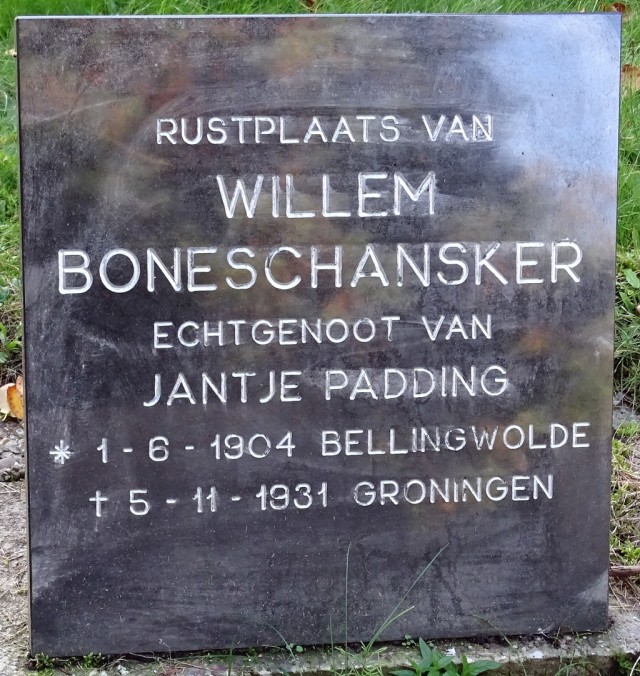 RUSTPLAATS VAN
WILLEM
BONESCHANSKER
ECHTGENOOT VAN
JANTJE PADDING
* 1-6-1904 BELLINGWOLDE
† 5-11-1931 GRONINGEN